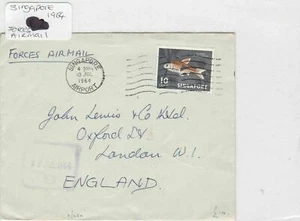 SINGAPORE
1964
FORCES
AIRMAIL
FORCES AIRMAIL
SINGAPORE
1964
AIRPORT
10
SINGAPORE
John Lewis & Co Ltd.
Oxford St
London W.1.
ENGLAND.